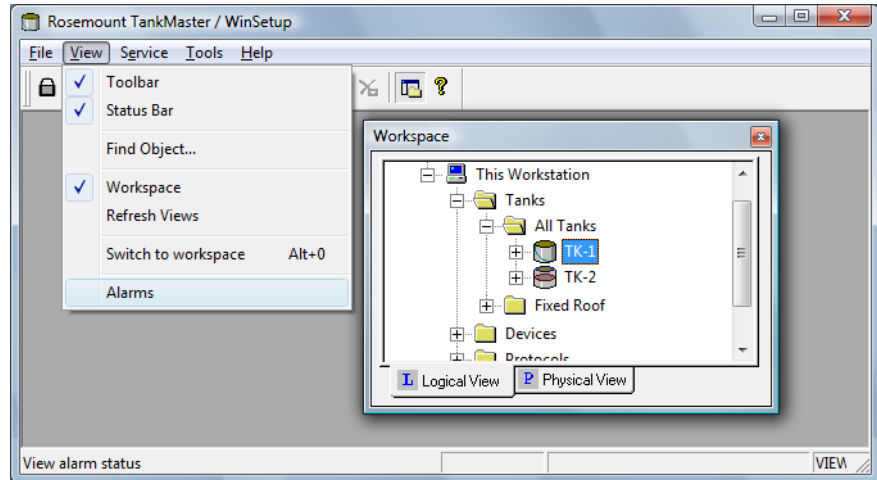 Rosemount TankMaster / WinSetup
File View Service Tools Help
Toolbar
Status Bar
Find Object...
Workspace
Refresh Views
Switch to workspace Alt+0
Alarms
Workspace
This Workstation
Tanks
All Tanks
TK-1
TK-2
Fixed Roof
Devices
Protocols
L Logical View P Physical View
View alarm status VIEW